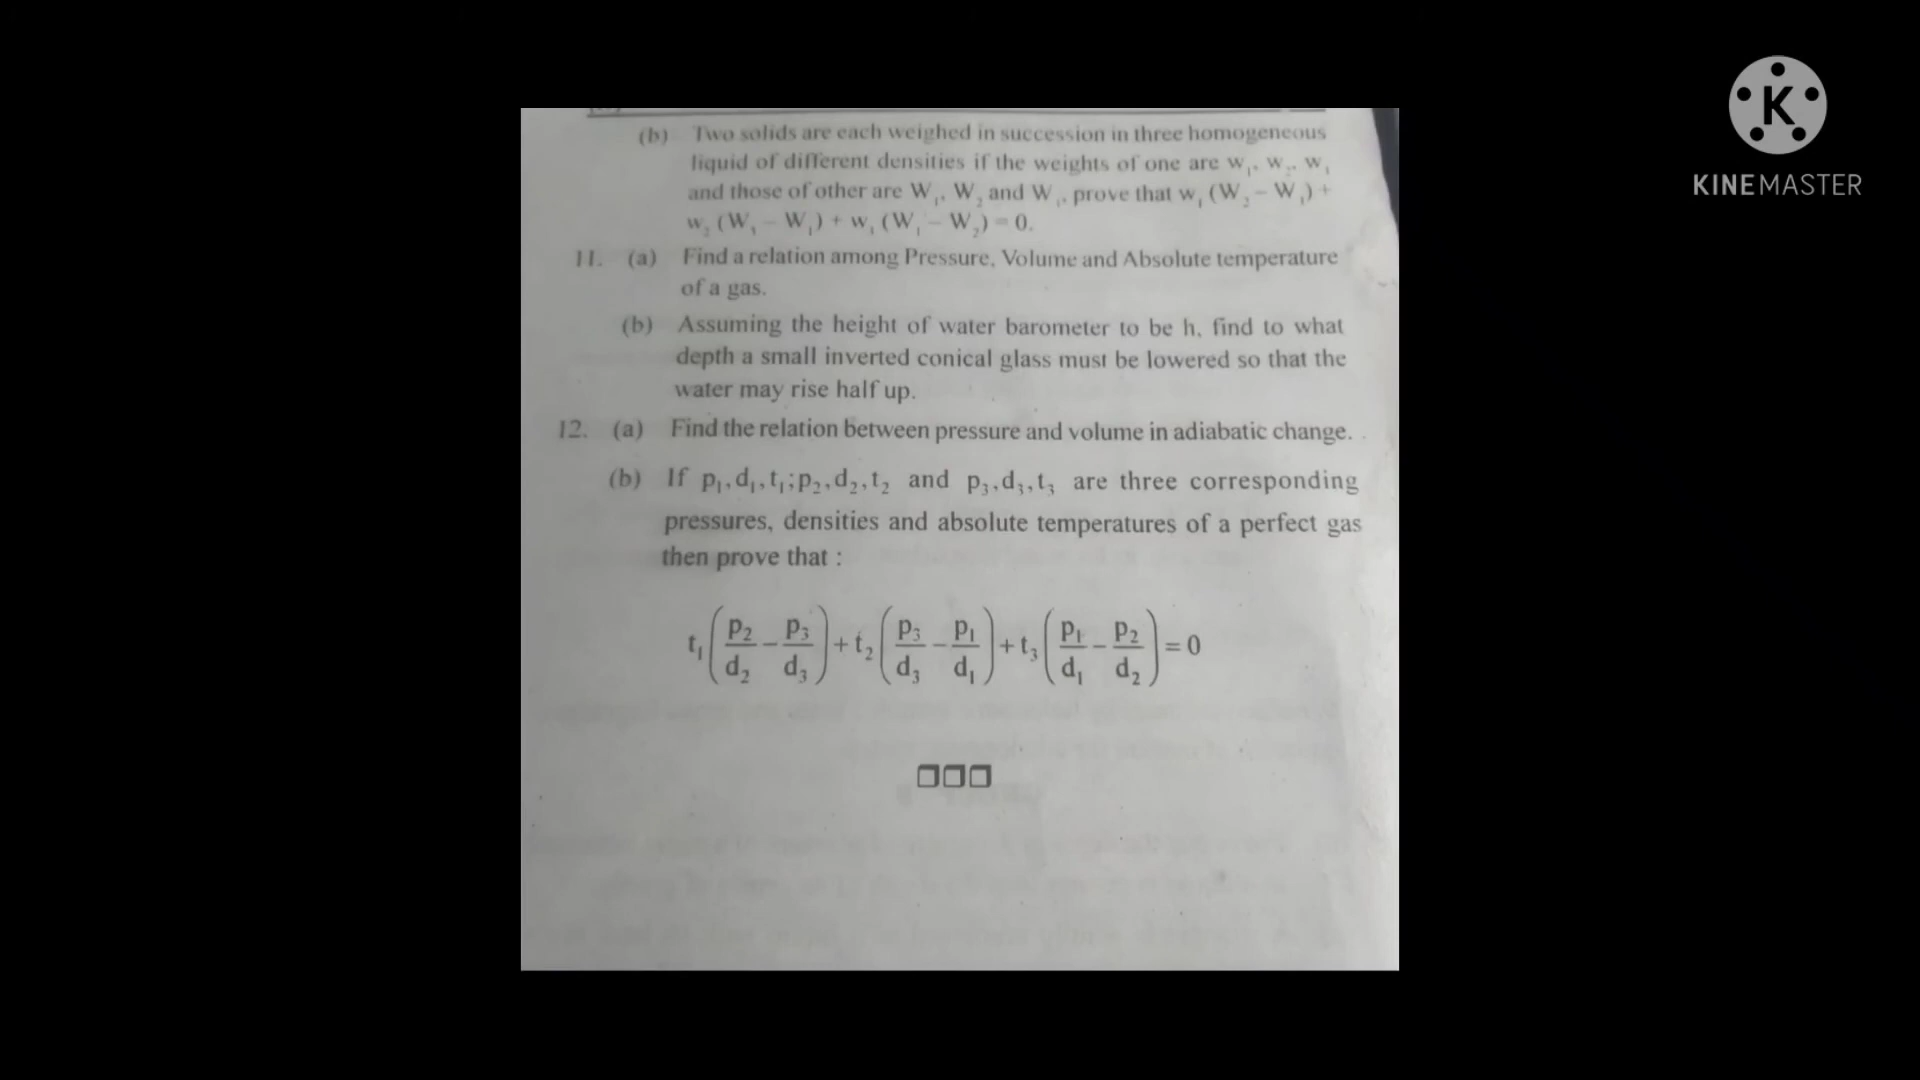 K
KINEMASTER
(b) Two solids are each weighed in succession in three homogeneous
liquid of different densities if the weights of one are w₁, w₂, w₃
and those of other are W₁, W₂ and W₃, prove that w₁ (W₂ – W₃) +
w₂ (W₃ – W₁) + w₃ (W₁ – W₂) = 0.
11. (a) Find a relation among Pressure, Volume and Absolute temperature
of a gas.
(b) Assuming the height of water barometer to be h, find to what
depth a small inverted conical glass must be lowered so that the
water may rise half up.
12. (a) Find the relation between pressure and volume in adiabatic change.
(b) If p₁,d₁,t₁;p₂,d₂,t₂ and p₃,d₃,t₃ are three corresponding
pressures, densities and absolute temperatures of a perfect gas
then prove that :
t₁(p₂/d₂ – p₃/d₃) + t₂(p₃/d₃ – p₁/d₁) + t₃(p₁/d₁ – p₂/d₂) = 0